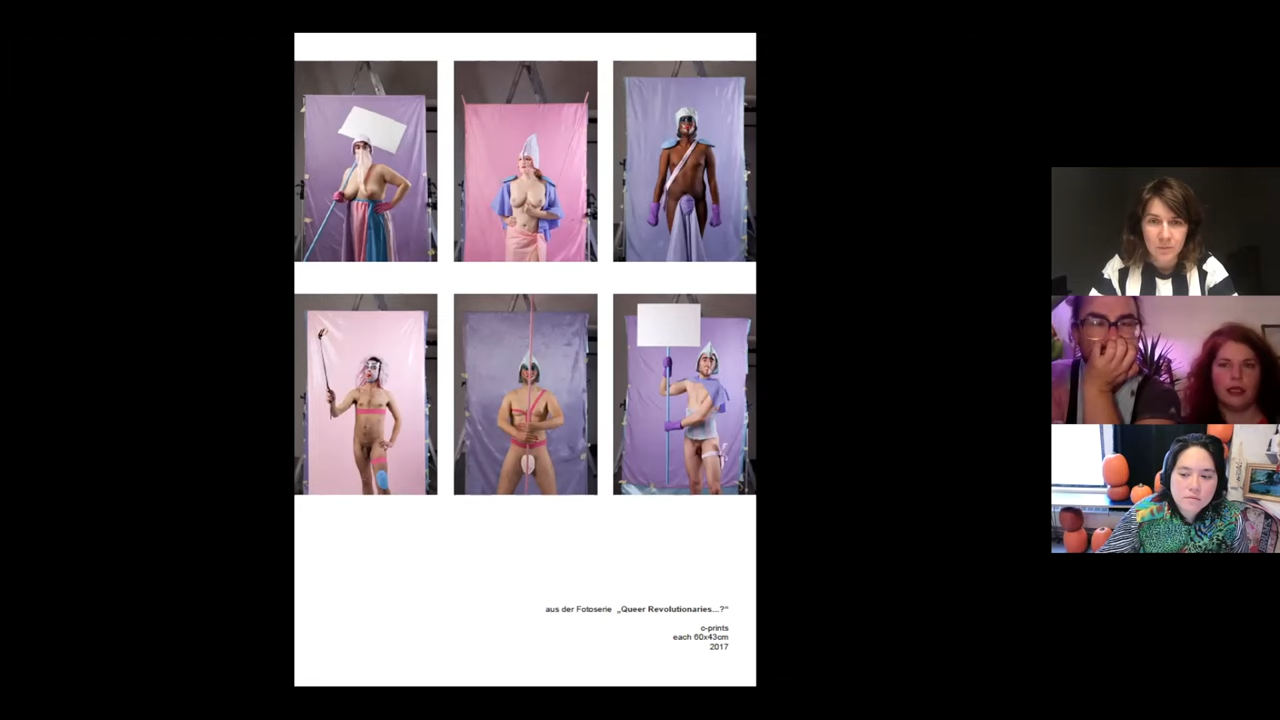 aus der Fotoserie „Queer Revolutionaries...?“
c-prints
each 60x43cm
2017